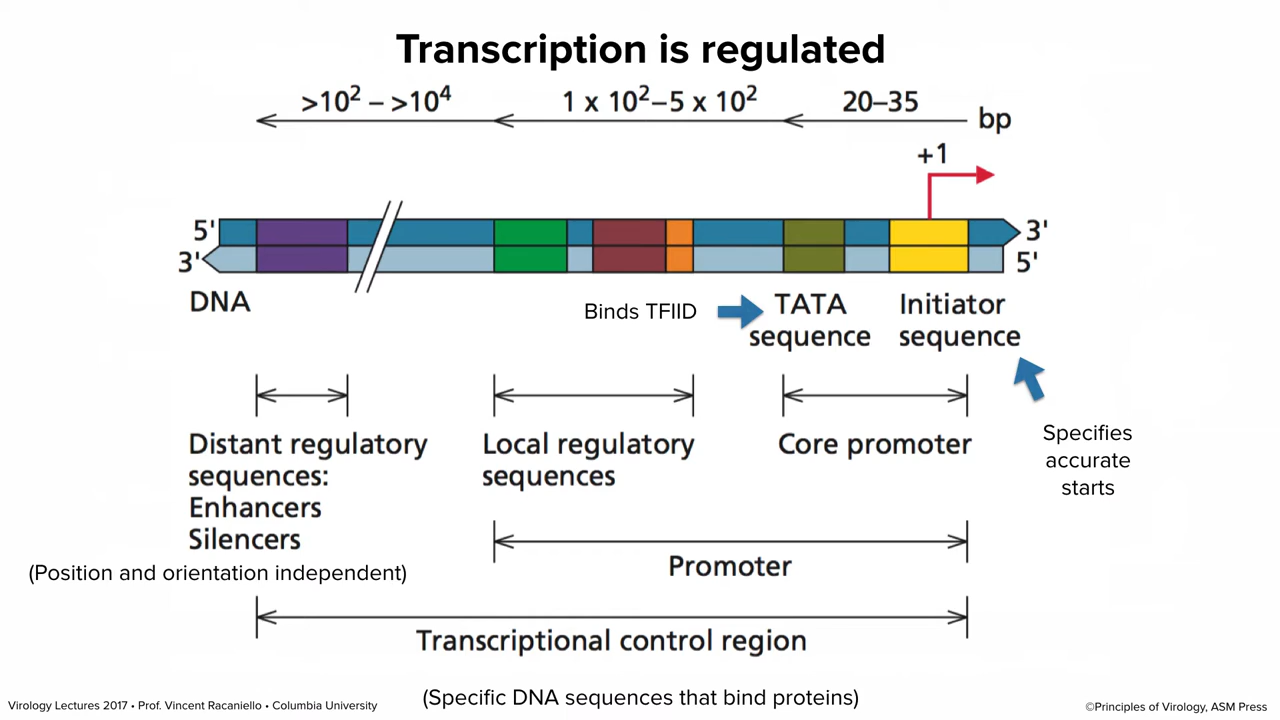 Transcription is regulated
>10² – >10⁴
1 x 10²–5 x 10²
20–35
bp
+1
5'
3'
3'
5'
DNA
Binds TFIID
TATA
sequence
Initiator
sequence
Specifies
accurate
starts
Distant regulatory
sequences:
Enhancers
Silencers
(Position and orientation independent)
Local regulatory
sequences
Core promoter
Promoter
Transcriptional control region
(Specific DNA sequences that bind proteins)
Virology Lectures 2017 • Prof. Vincent Racaniello • Columbia University
©Principles of Virology, ASM Press